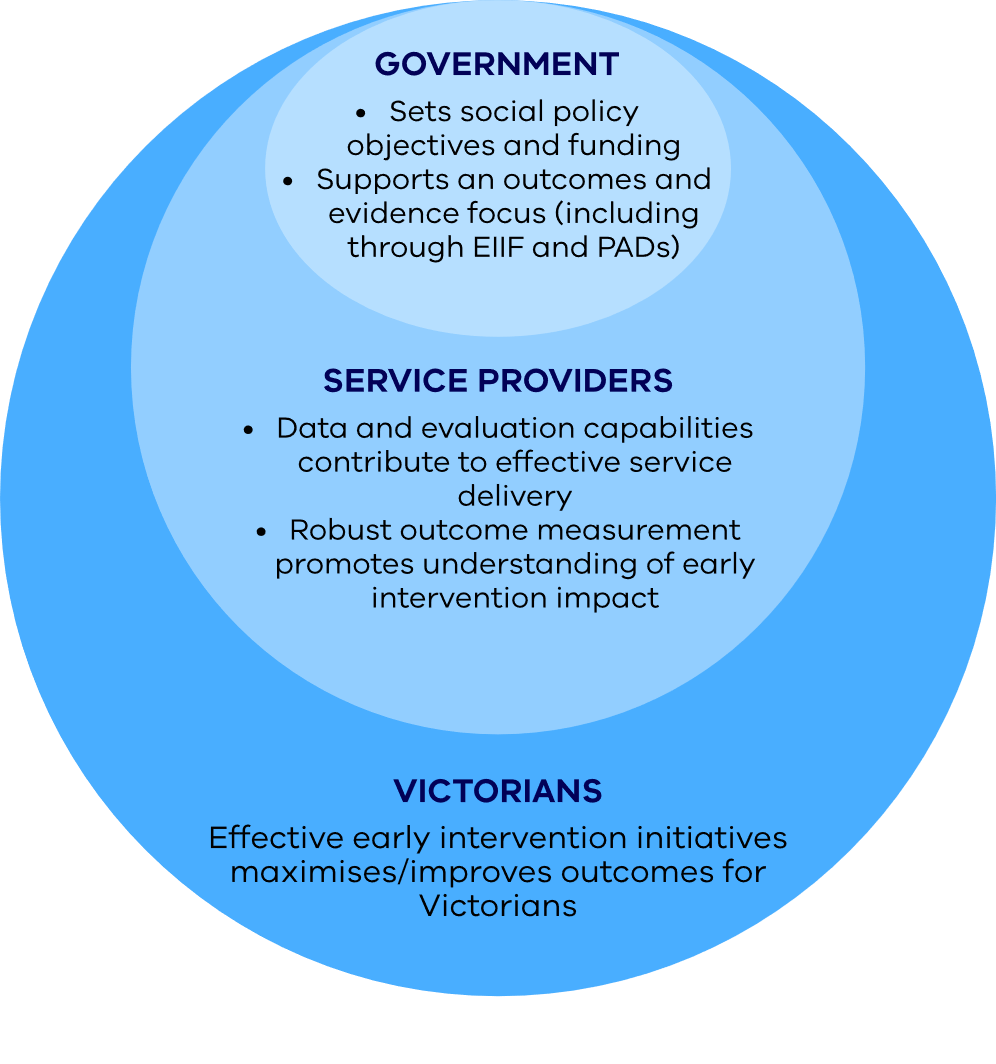 GOVERNMENT
• Sets social policy
objectives and funding
• Supports an outcomes and
evidence focus (including
through EIIF and PADs)
SERVICE PROVIDERS
• Data and evaluation capabilities
contribute to effective service
delivery
• Robust outcome measurement
promotes understanding of early
intervention impact
VICTORIANS
Effective early intervention initiatives
maximises/improves outcomes for
Victorians